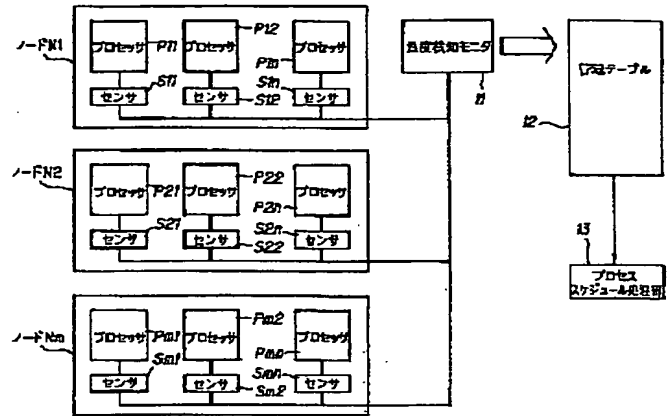 ノードN1
プロセッサ
P11
プロセッサ
P12
プロセッサ
P1n
センサ
S11
センサ
S12
センサ
S1n
温度検知モニタ
11
テーブル
12
ノードN2
プロセッサ
P21
プロセッサ
P22
プロセッサ
P2n
センサ
S21
センサ
S22
センサ
S2n
13
プロセス
スケジュール処理部
ノードNm
プロセッサ
Pm1
プロセッサ
Pm2
プロセッサ
Pmn
センサ
Sm1
センサ
Sm2
センサ
Smn